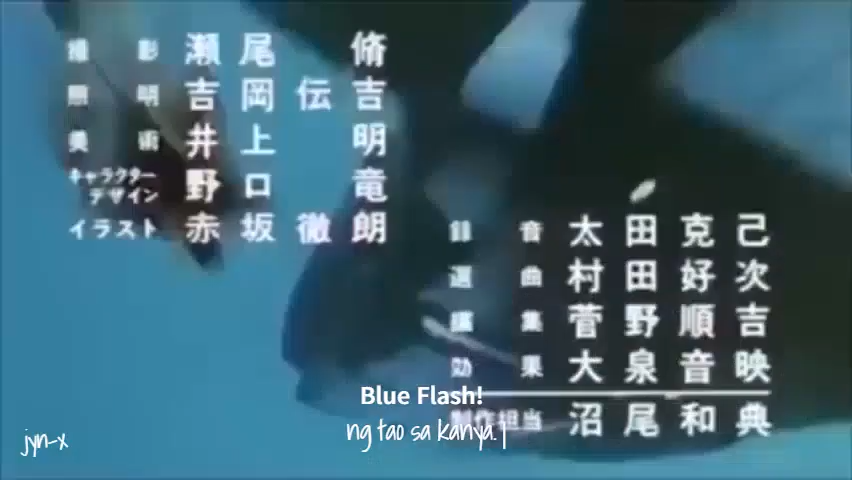 撮影 瀬尾 脩
照明 吉岡伝吉
美術 井上 明
キャラクターデザイン 野口 竜
イラスト 赤坂徹朗
録音 太田克己
選曲 村田好次
編集 菅野順吉
効果 大泉音映
制作担当 沼尾和典
Blue Flash!
ng tao sa kanya.
jyn-x